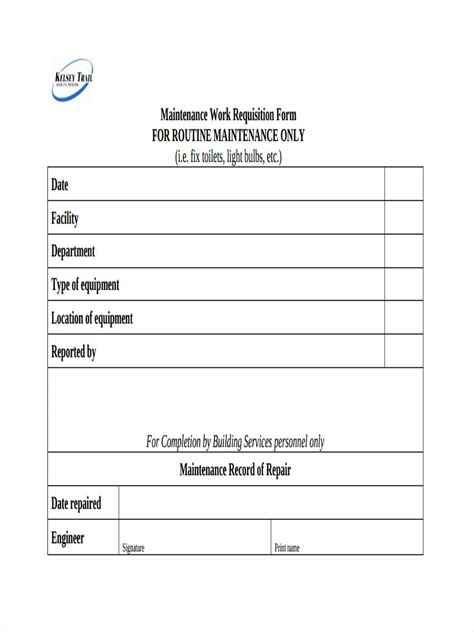 KELSEY TRAIL
HEALTH REGION
Maintenance Work Requisition Form
FOR ROUTINE MAINTENANCE ONLY
(i.e. fix toilets, light bulbs, etc.)
Date
Facility
Department
Type of equipment
Location of equipment
Reported by
For Completion by Building Services personnel only
Maintenance Record of Repair
Date repaired
Engineer
Signature
Print name